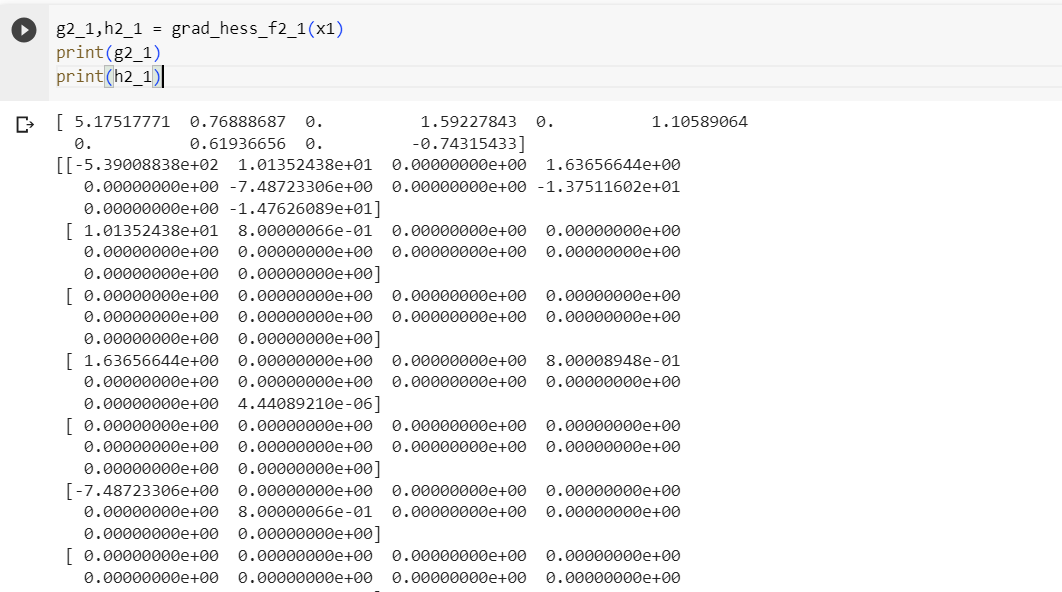 g2_1,h2_1 = grad_hess_f2_1(x1)
print(g2_1)
print(h2_1)
[ 5.17517771  0.76888687  0.          1.59227843  0.          1.10589064
  0.          0.61936656  0.         -0.74315433]
[[-5.39008838e+02  1.01352438e+01  0.00000000e+00  1.63656644e+00
   0.00000000e+00 -7.48723306e+00  0.00000000e+00 -1.37511602e+01
   0.00000000e+00 -1.47626089e+01]
 [ 1.01352438e+01  8.00000066e-01  0.00000000e+00  0.00000000e+00
   0.00000000e+00  0.00000000e+00  0.00000000e+00  0.00000000e+00
   0.00000000e+00  0.00000000e+00]
 [ 0.00000000e+00  0.00000000e+00  0.00000000e+00  0.00000000e+00
   0.00000000e+00  0.00000000e+00  0.00000000e+00  0.00000000e+00
   0.00000000e+00  0.00000000e+00]
 [ 1.63656644e+00  0.00000000e+00  0.00000000e+00  8.00008948e-01
   0.00000000e+00  0.00000000e+00  0.00000000e+00  0.00000000e+00
   0.00000000e+00  4.44089210e-06]
 [ 0.00000000e+00  0.00000000e+00  0.00000000e+00  0.00000000e+00
   0.00000000e+00  0.00000000e+00  0.00000000e+00  0.00000000e+00
   0.00000000e+00  0.00000000e+00]
 [-7.48723306e+00  0.00000000e+00  0.00000000e+00  0.00000000e+00
   0.00000000e+00  8.00000066e-01  0.00000000e+00  0.00000000e+00
   0.00000000e+00  0.00000000e+00]
 [ 0.00000000e+00  0.00000000e+00  0.00000000e+00  0.00000000e+00
   0.00000000e+00  0.00000000e+00  0.00000000e+00  0.00000000e+00